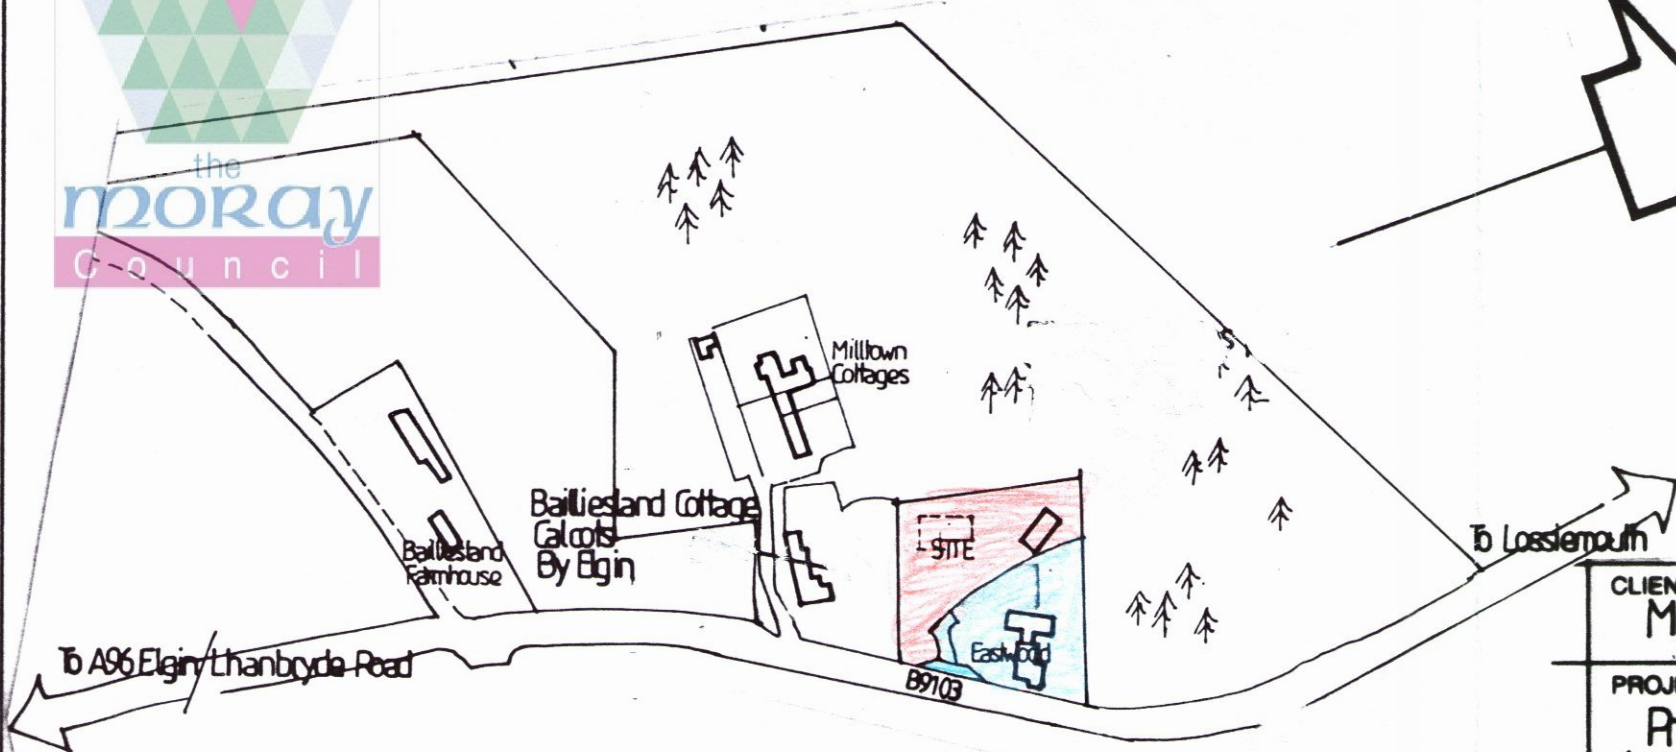 the
moray
Council
Milltown
Cottages
Bailliesland Cottage
Calcots
By Elgin
Bailliesland
Farmhouse
SITE
Eastwood
B9103
To Lossiemouth
To A96 Elgin/Lhanbryde Road
CLIEN
M
PROJ